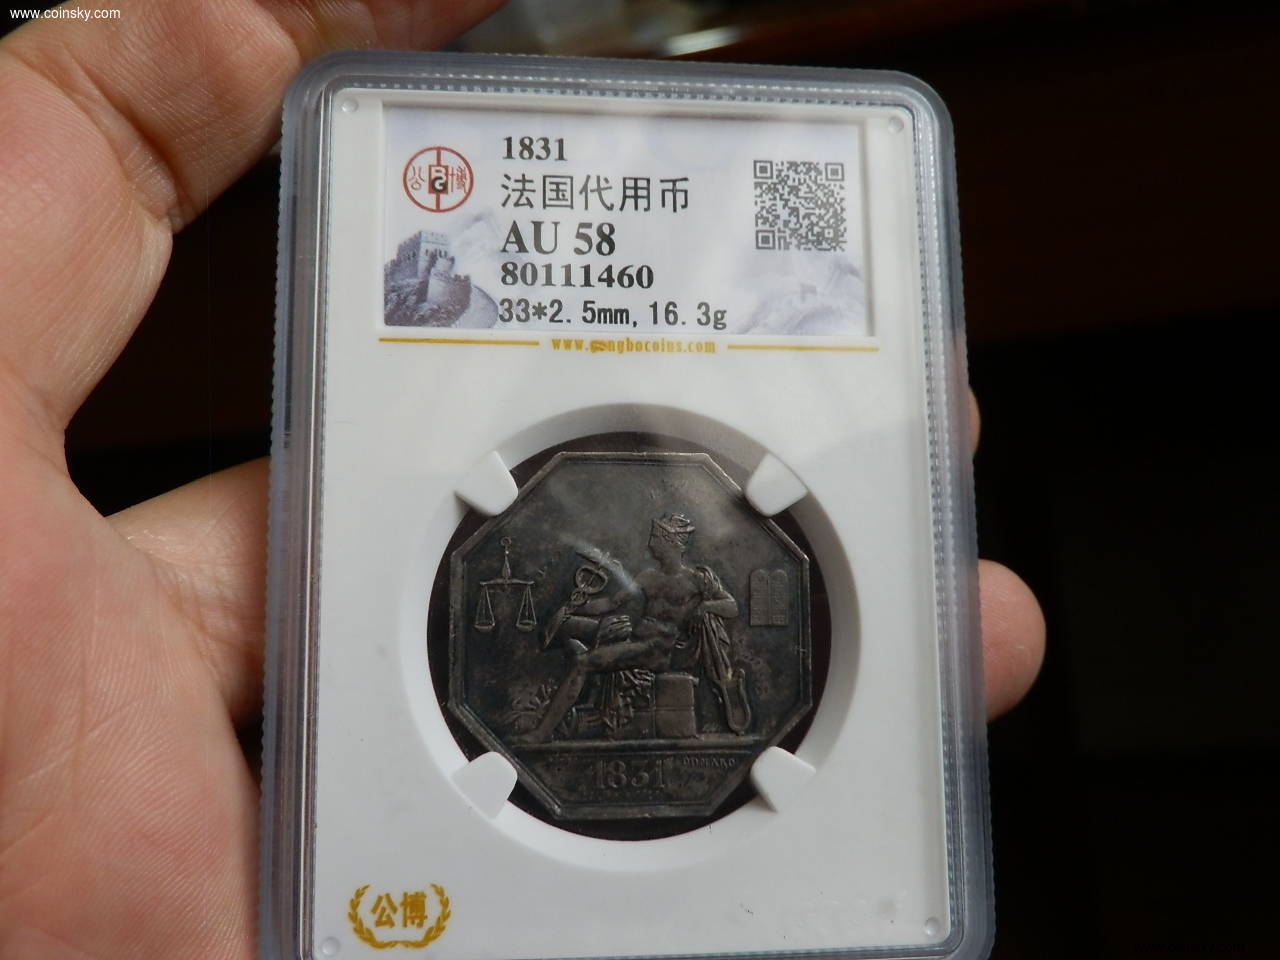 www.coinsky.com
1831
法国代用币
AU 58
80111460
33*2.5mm, 16.3g
www.gongbocoins.com
1831
公博